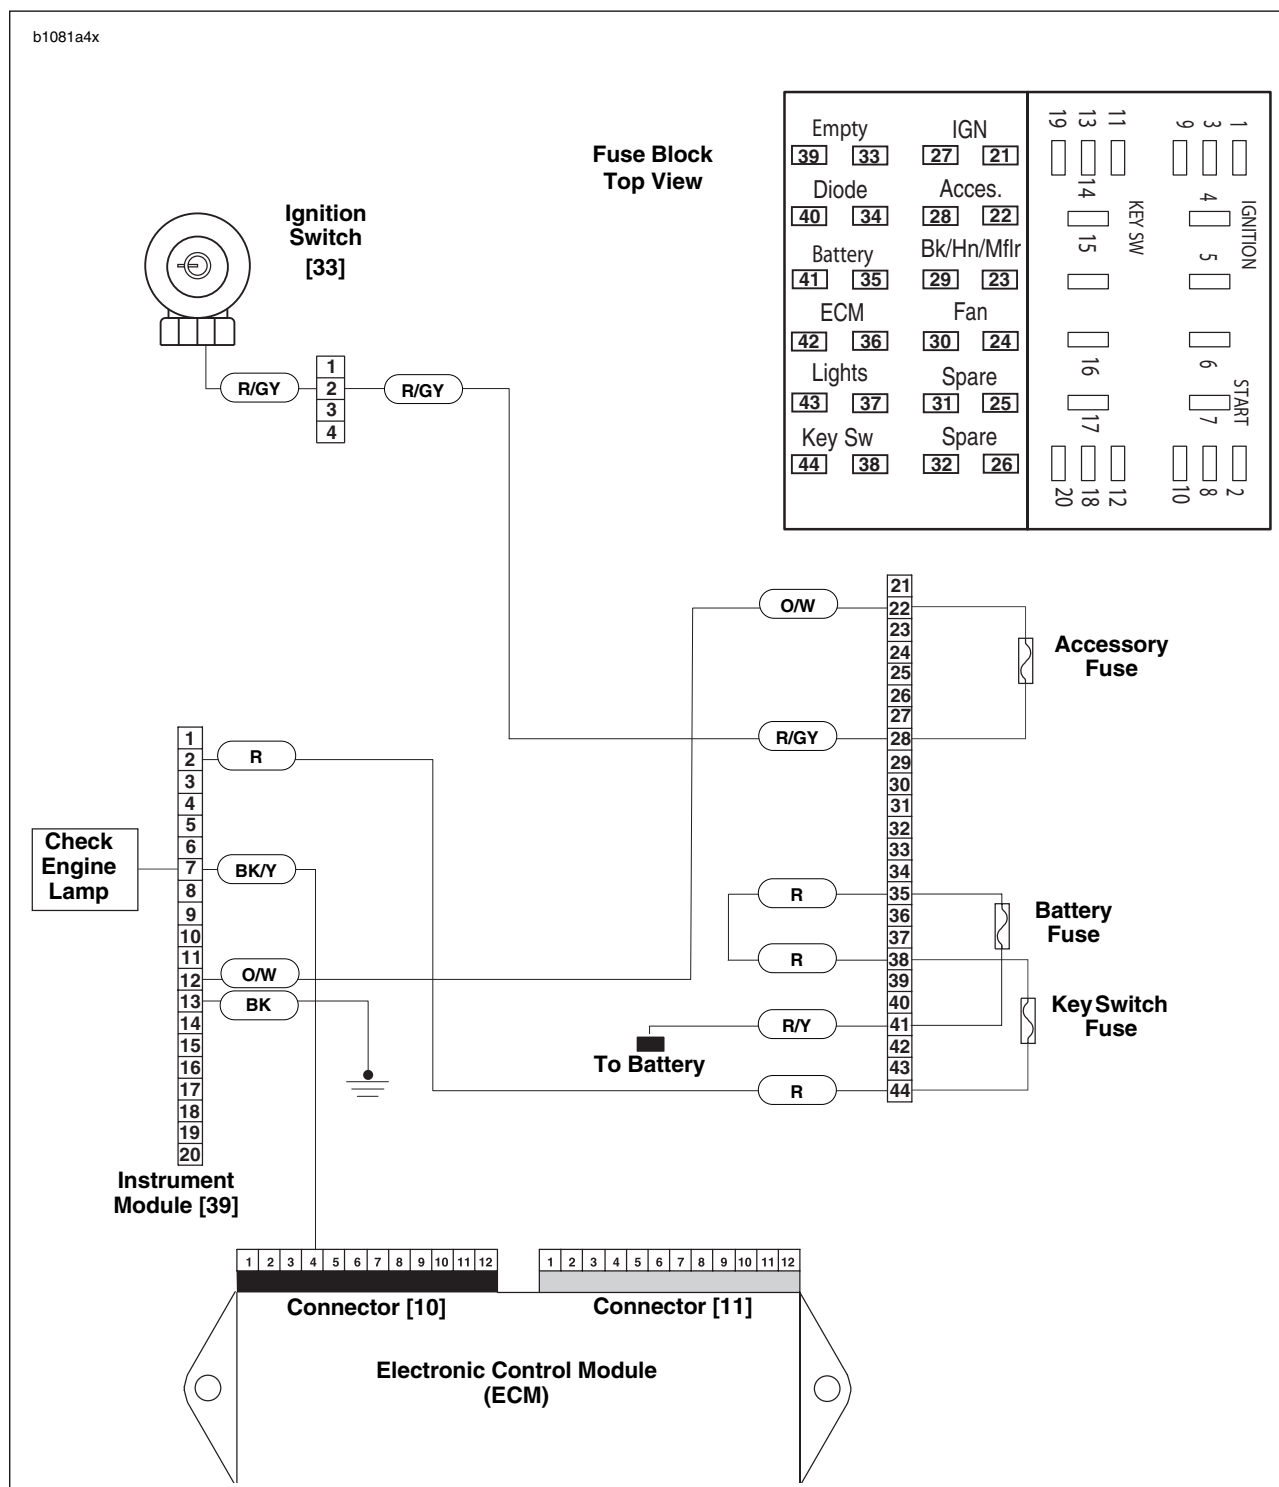 b1081a4x
Fuse Block
Top View
Empty IGN
39 33 27 21
Diode Acces.
40 34 28 22
Battery Bk/Hn/Mflr
41 35 29 23
ECM Fan
42 36 30 24
Lights Spare
43 37 31 25
Key Sw Spare
44 38 32 26
19 13 11 9 3 1
14 4
KEY SW IGNITION
15 5
16 6
START
17 7
20 18 12 10 8 2
Ignition
Switch
[33]
R/GY
1
2
3
4
R/GY
O/W
R/GY
21
22
23
24
25
26
27
28
29
30
31
32
33
34
35
36
37
38
39
40
41
42
43
44
Accessory
Fuse
R
R
R/Y
R
To Battery
Battery
Fuse
Key Switch
Fuse
Check
Engine
Lamp
1
2
3
4
5
6
7
8
9
10
11
12
13
14
15
16
17
18
19
20
R
BK/Y
O/W
BK
Instrument
Module [39]
1 2 3 4 5 6 7 8 9 10 11 12
1 2 3 4 5 6 7 8 9 10 11 12
Connector [10]
Connector [11]
Electronic Control Module
(ECM)